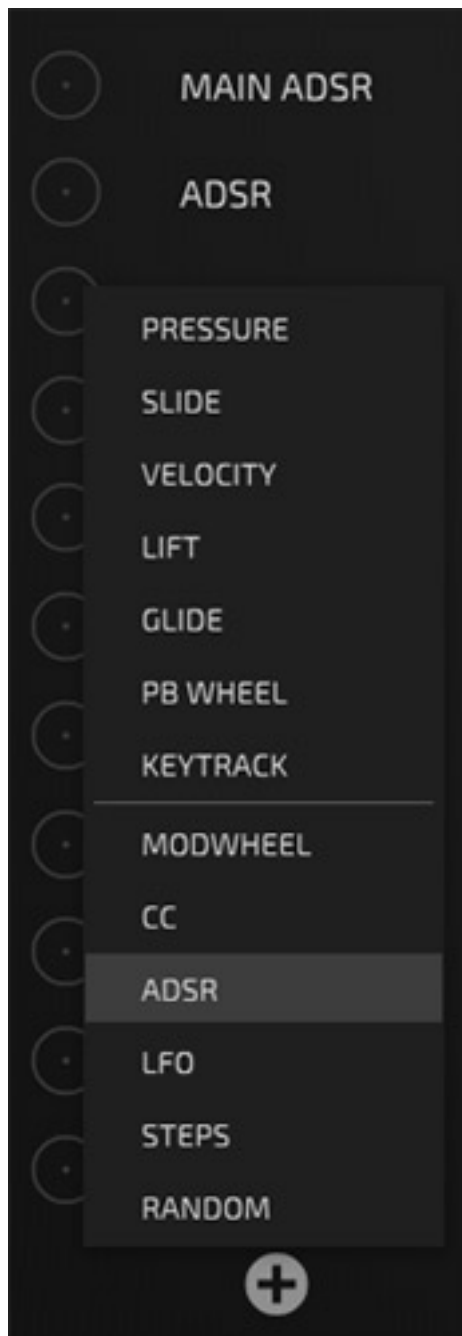 MAIN ADSR
ADSR
PRESSURE
SLIDE
VELOCITY
LIFT
GLIDE
PB WHEEL
KEYTRACK
MODWHEEL
CC
ADSR
LFO
STEPS
RANDOM